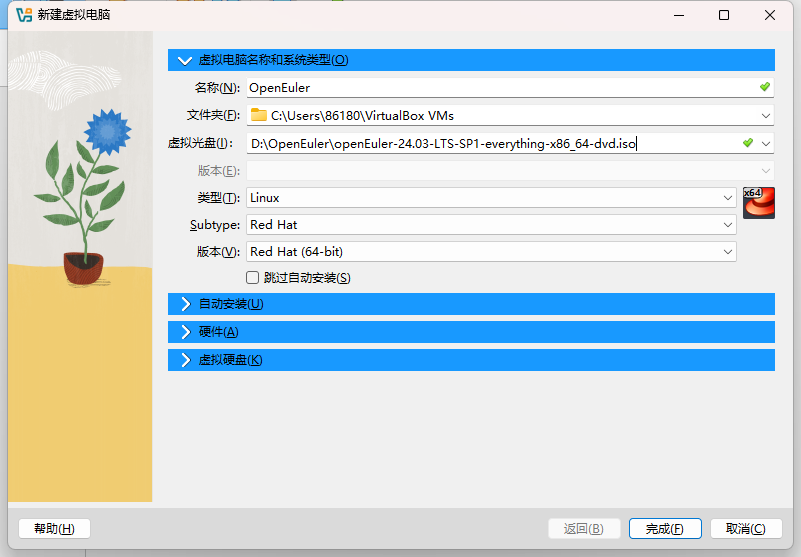 新建虚拟电脑
虚拟电脑名称和系统类型(O)
名称(N): OpenEuler
文件夹(F): C:\Users\86180\VirtualBox VMs
虚拟光盘(I): D:\OpenEuler\openEuler-24.03-LTS-SP1-everything-x86_64-dvd.iso
版本(E):
类型(T): Linux
x64
Subtype: Red Hat
版本(V): Red Hat (64-bit)
跳过自动安装(S)
自动安装(U)
硬件(A)
虚拟硬盘(K)
帮助(H) 返回(B) 完成(F) 取消(C)